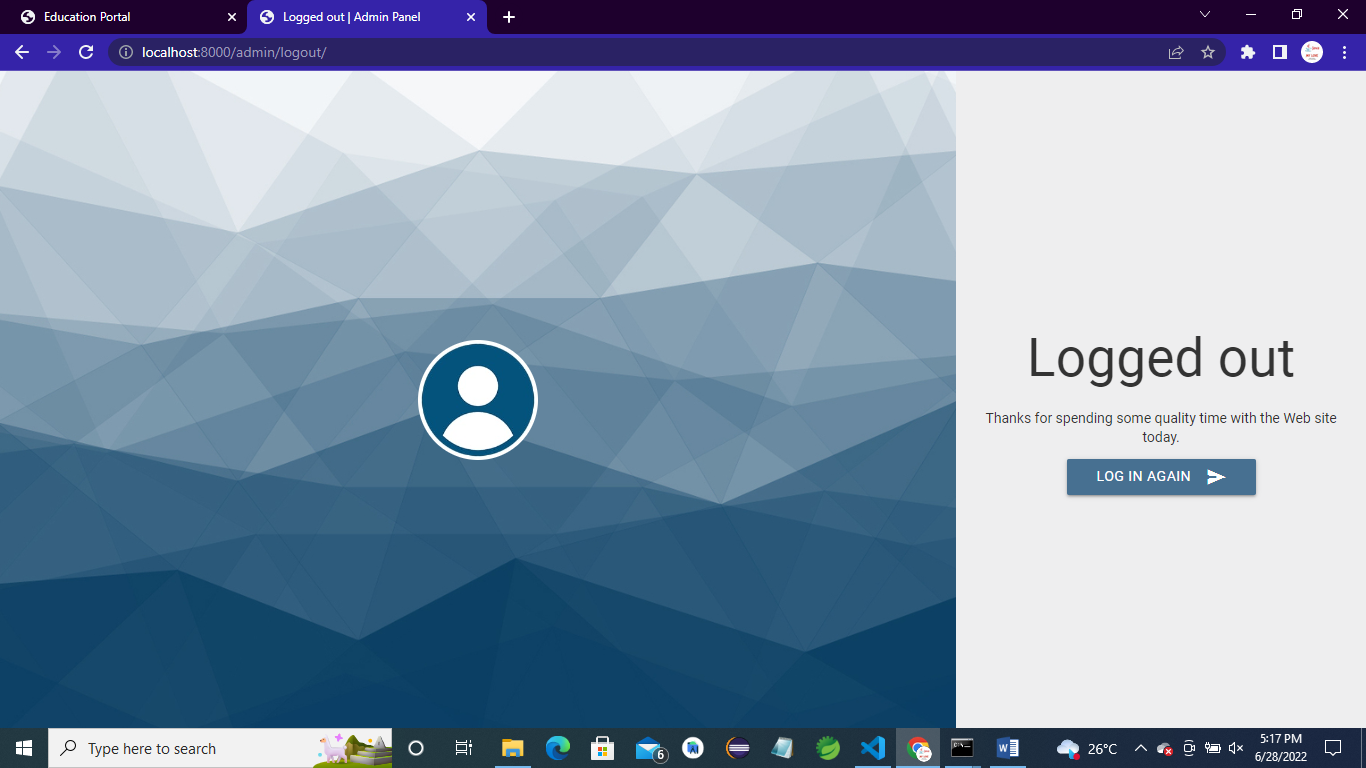 Education Portal
Logged out | Admin Panel
localhost:8000/admin/logout/
Logged out
Thanks for spending some quality time with the Web site
today.
LOG IN AGAIN
Type here to search
6
26°C
5:17 PM
6/28/2022